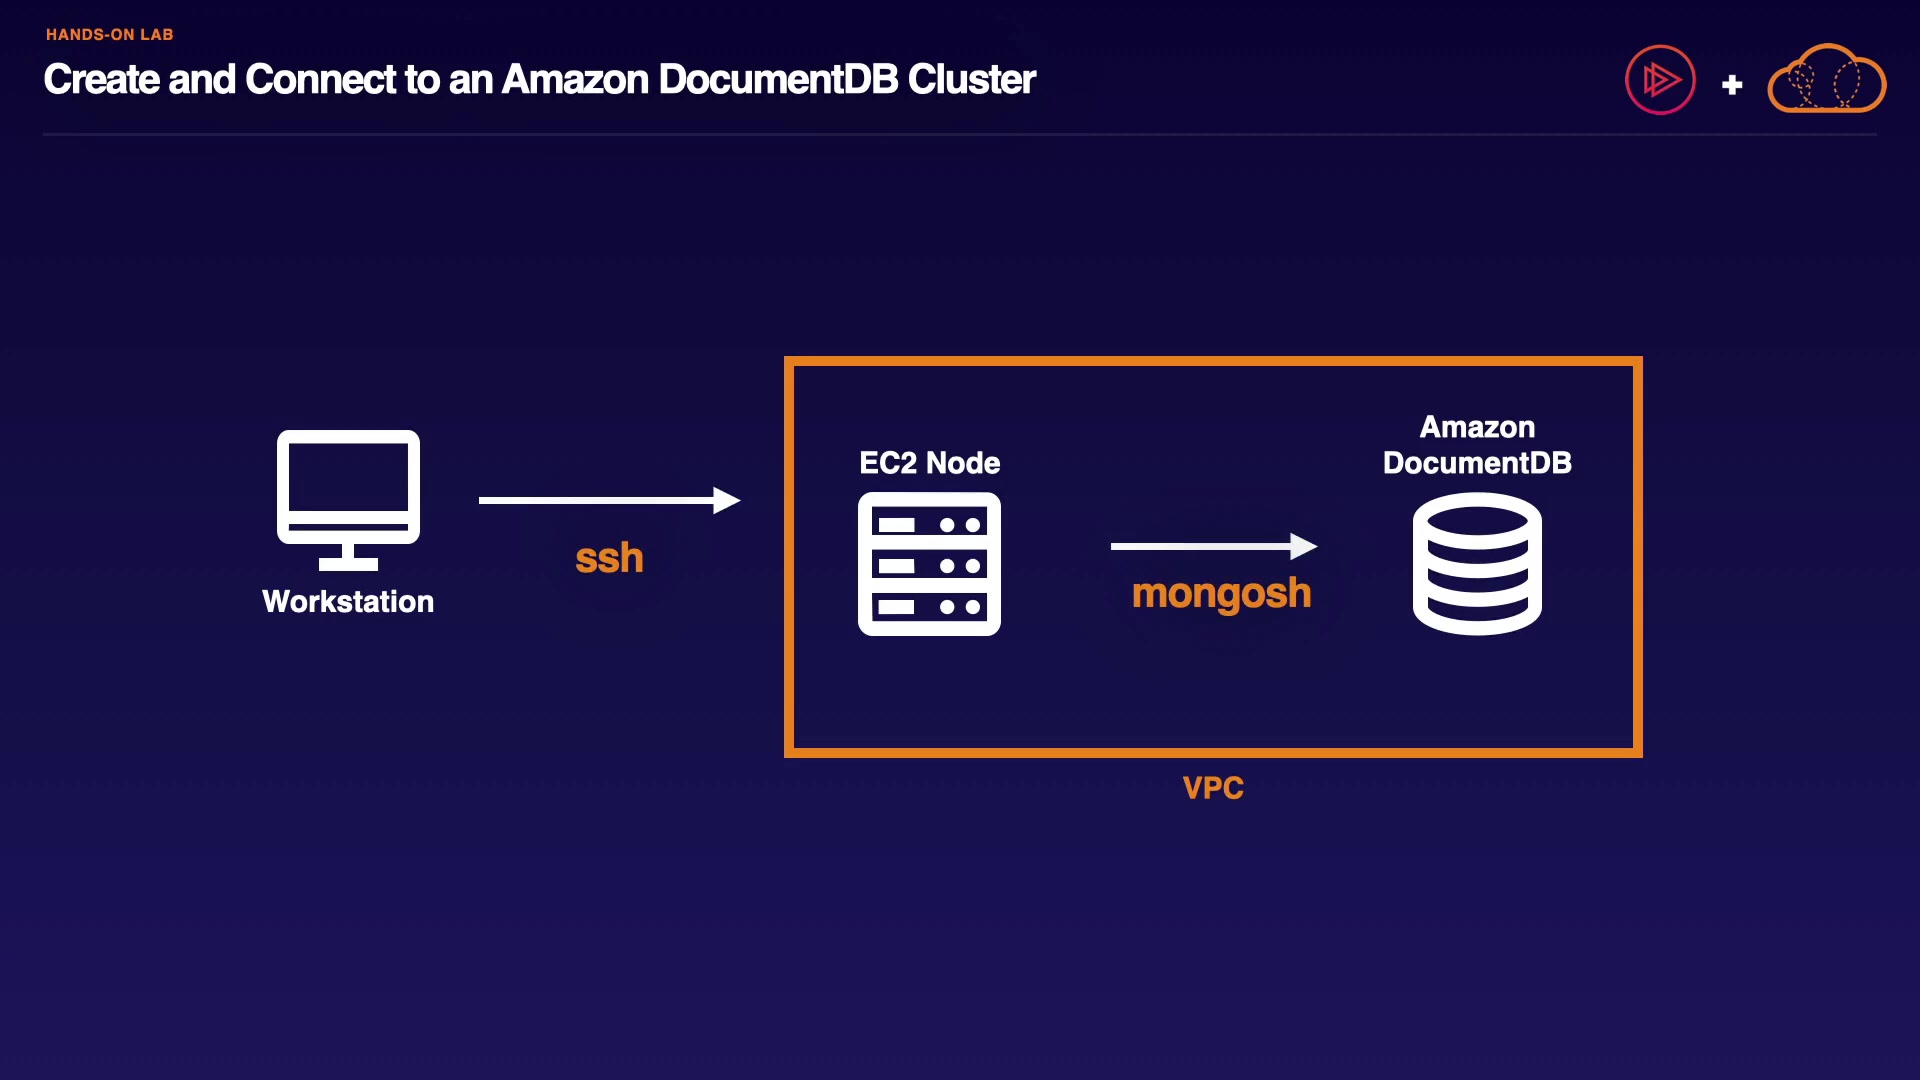 HANDS-ON LAB
Create and Connect to an Amazon DocumentDB Cluster
Workstation
ssh
EC2 Node
mongosh
Amazon
DocumentDB
VPC